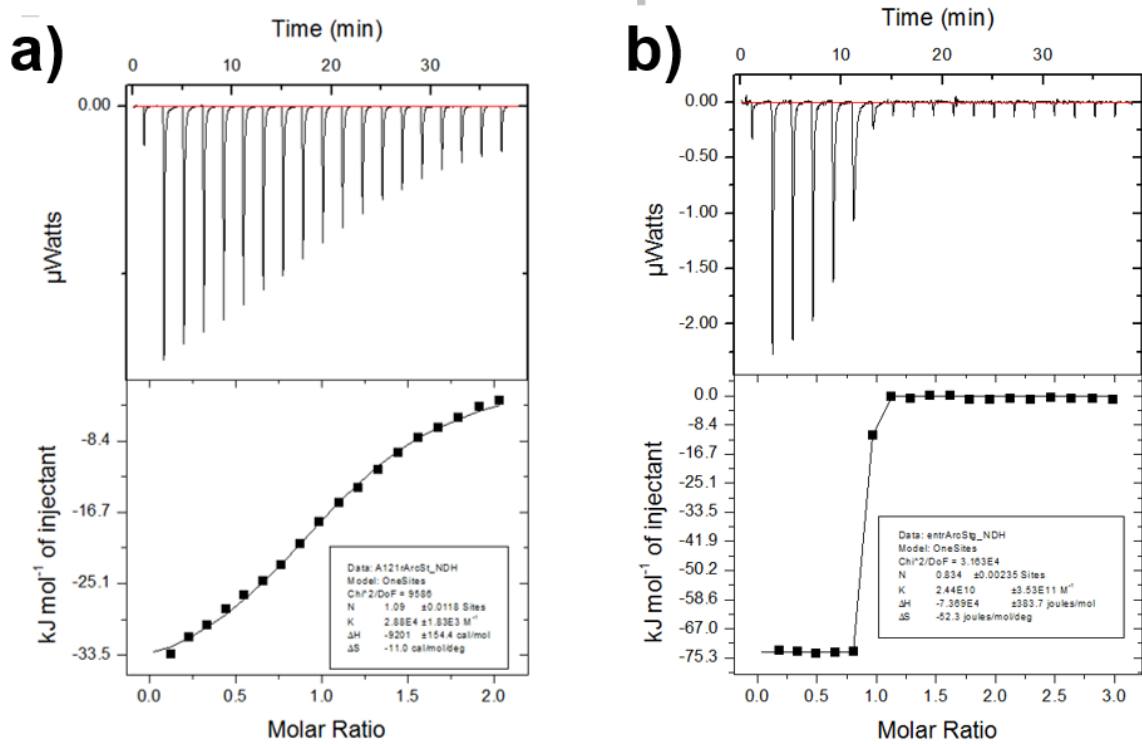 a)
Time (min)
0 10 20 30
0.00
µWatts
-8.4
-16.7
-25.1
-33.5
kJ mol⁻¹ of injectant
Data: A121rArcSt_NDH
Model: OneSites
Chi^2/DoF = 9586
N 1.09 ±0.0118 Sites
K 2.88E4 ±1.83E3 M⁻¹
ΔH -9201 ±154.4 cal/mol
ΔS -11.0 cal/mol/deg
0.0 0.5 1.0 1.5 2.0
Molar Ratio
b)
Time (min)
0 10 20 30
0.00
-0.50
-1.00
-1.50
-2.00
µWatts
0.0
-8.4
-16.7
-25.1
-33.5
-41.9
-50.2
-58.6
-67.0
-75.3
kJ mol⁻¹ of injectant
Data: entrArcStg_NDH
Model: OneSites
Chi^2/DoF = 3.163E4
N 0.834 ±0.00235 Sites
K 2.44E10 ±3.53E11 M⁻¹
ΔH -7.369E4 ±383.7 joules/mol
ΔS -52.3 joules/mol/deg
0.0 0.5 1.0 1.5 2.0 2.5 3.0
Molar Ratio